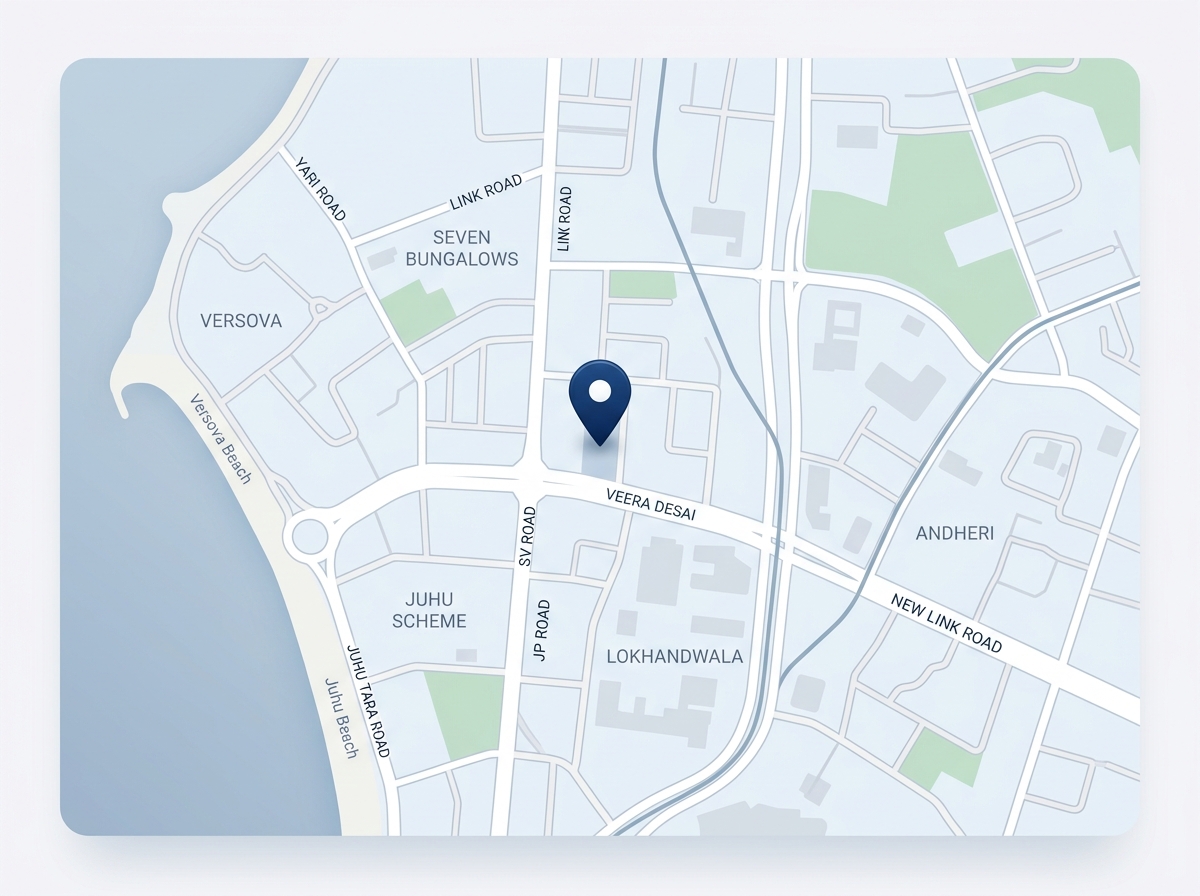 YARI ROAD
LINK ROAD
LINK ROAD
SEVEN
BUNGALOWS
VERSOVA
Versova Beach
VEERA DESAI
SV ROAD
ANDHERI
JUHU
SCHEME
JP ROAD
NEW LINK ROAD
LOKHANDWALA
JUHU TARA ROAD
Juhu Beach